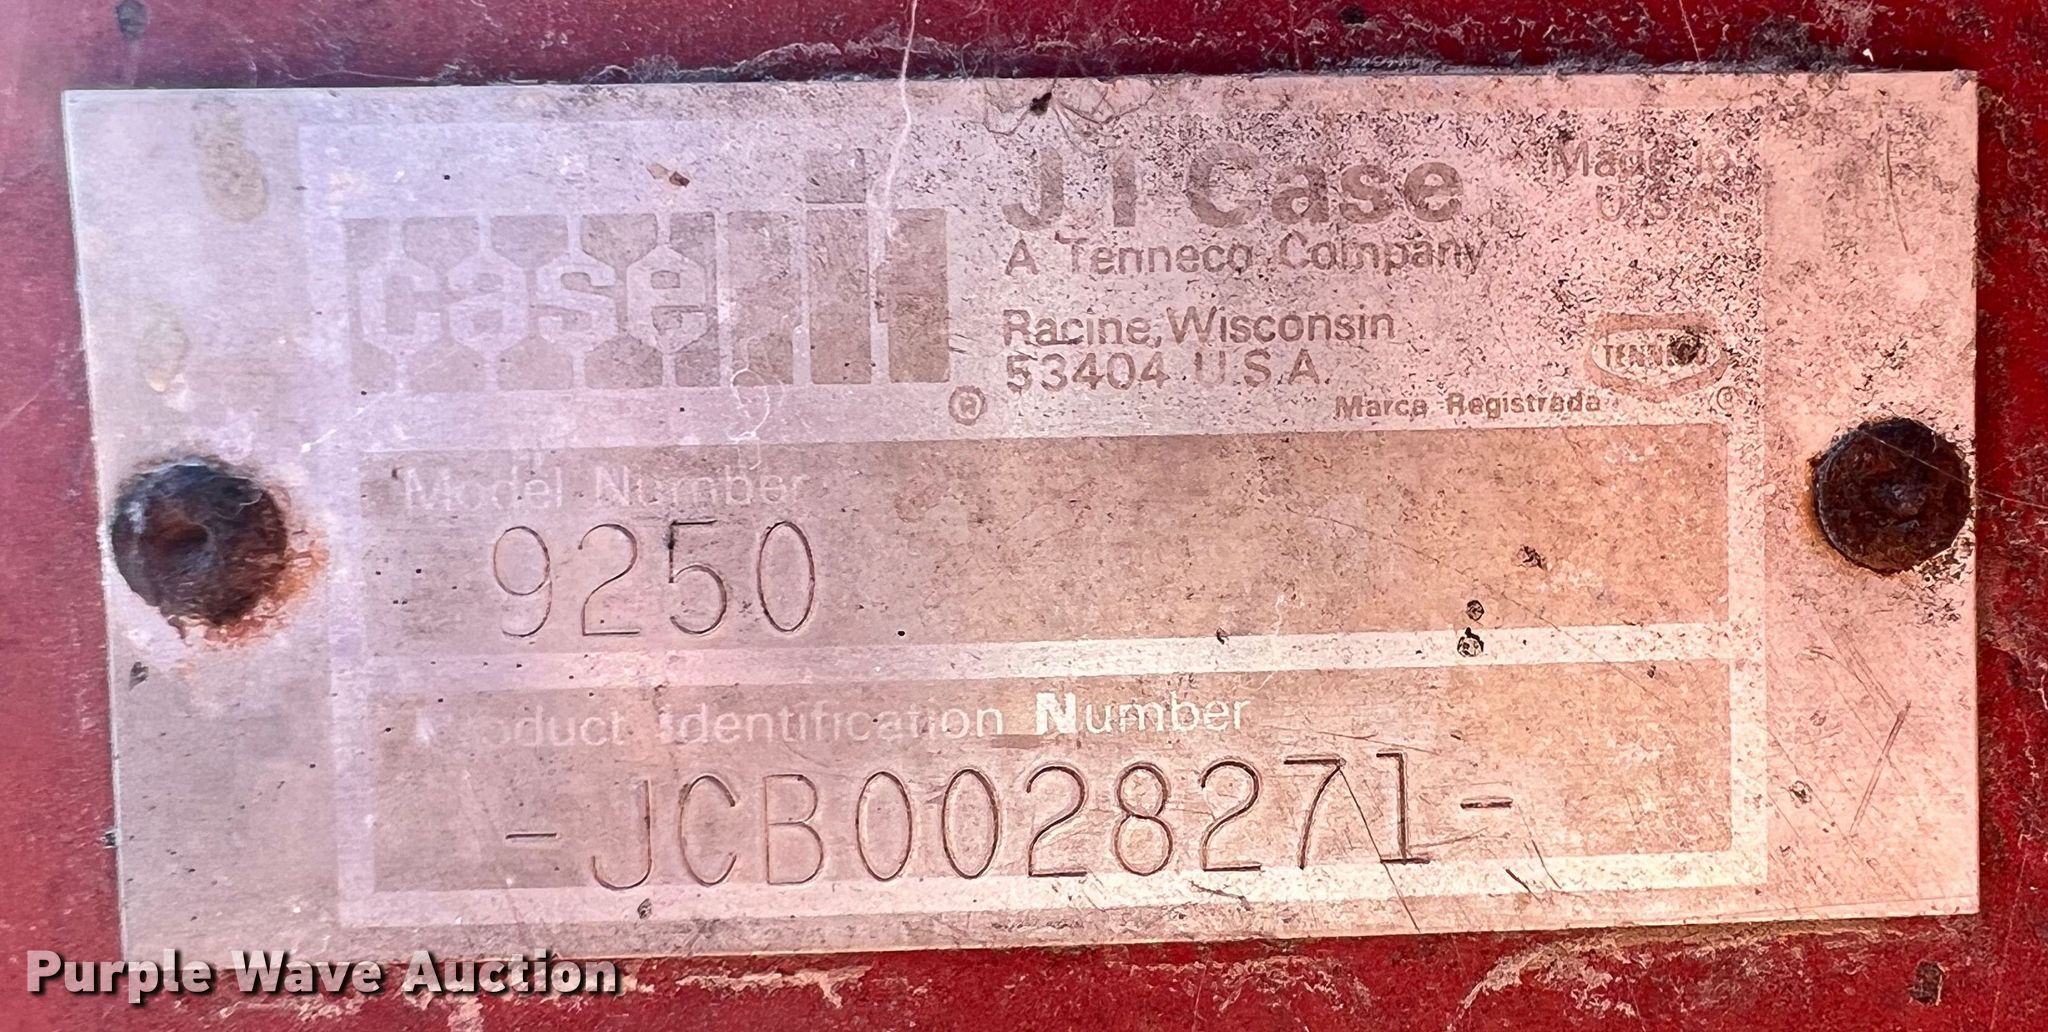 case IH
®
J I Case
A Tenneco Company
Racine, Wisconsin
53404 U.S.A.
Made in
U.S.A.
TENNECO
®
Marca Registrada
Model Number
9250
Product Identification Number
-JCB0028271-
Purple Wave Auction